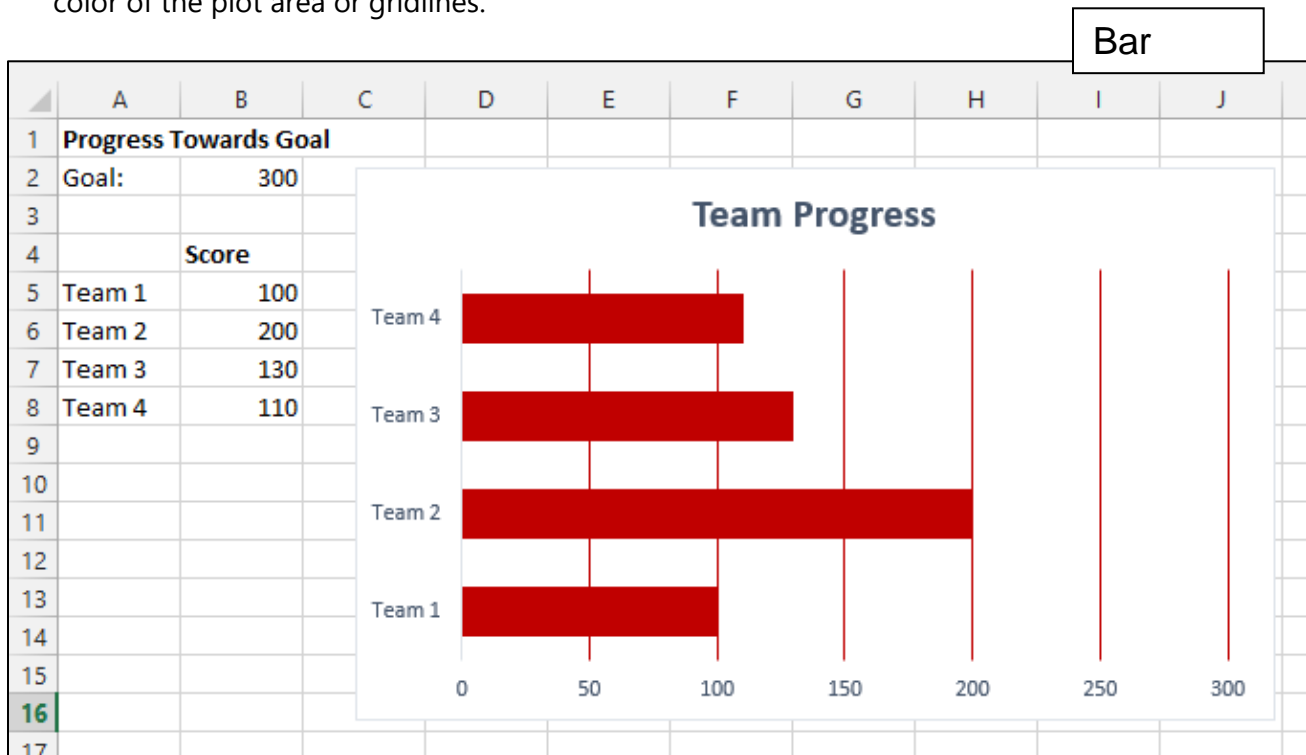 color of the plot area or gridlines.
Bar
A B C D E F G H I J
1 Progress Towards Goal
2 Goal: 300
3
4 Score
5 Team 1 100
6 Team 2 200
7 Team 3 130
8 Team 4 110
9
10
11
12
13
14
15
16
17
Team Progress
Team 4
Team 3
Team 2
Team 1
0 50 100 150 200 250 300